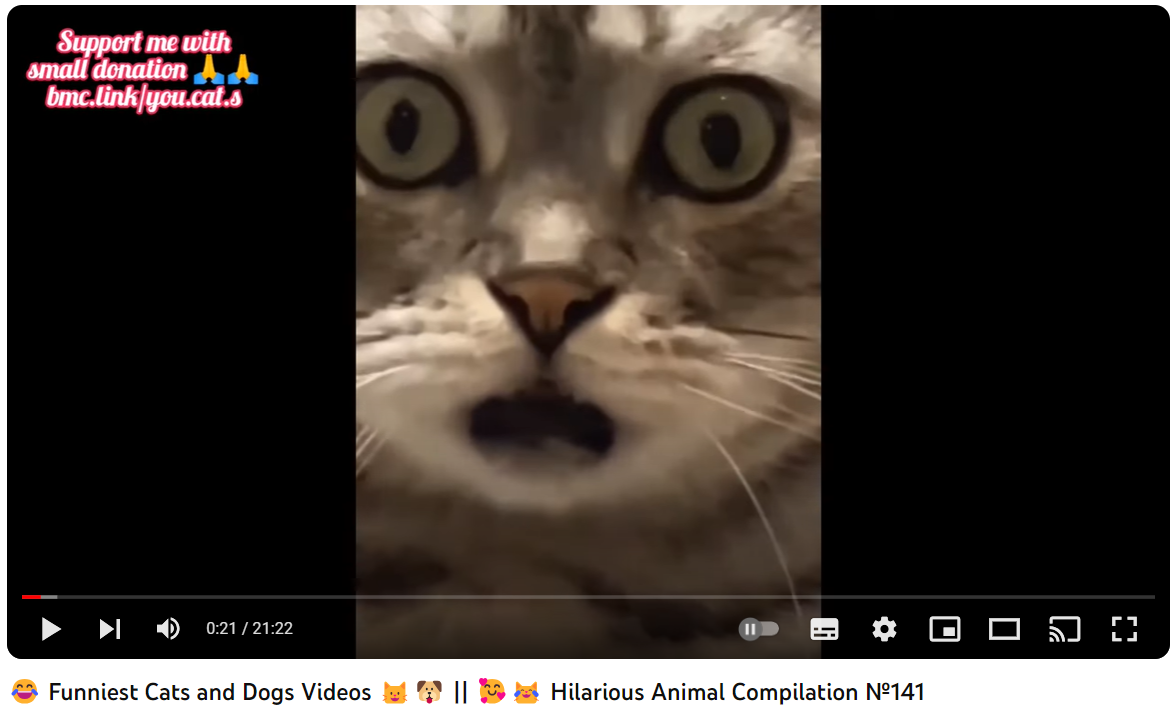 Support me with
small donation 🙏🙏
bmc.link/you.cat.s
0:21 / 21:22
😂 Funniest Cats and Dogs Videos 😺 🐶 || 🥰 😹 Hilarious Animal Compilation №141